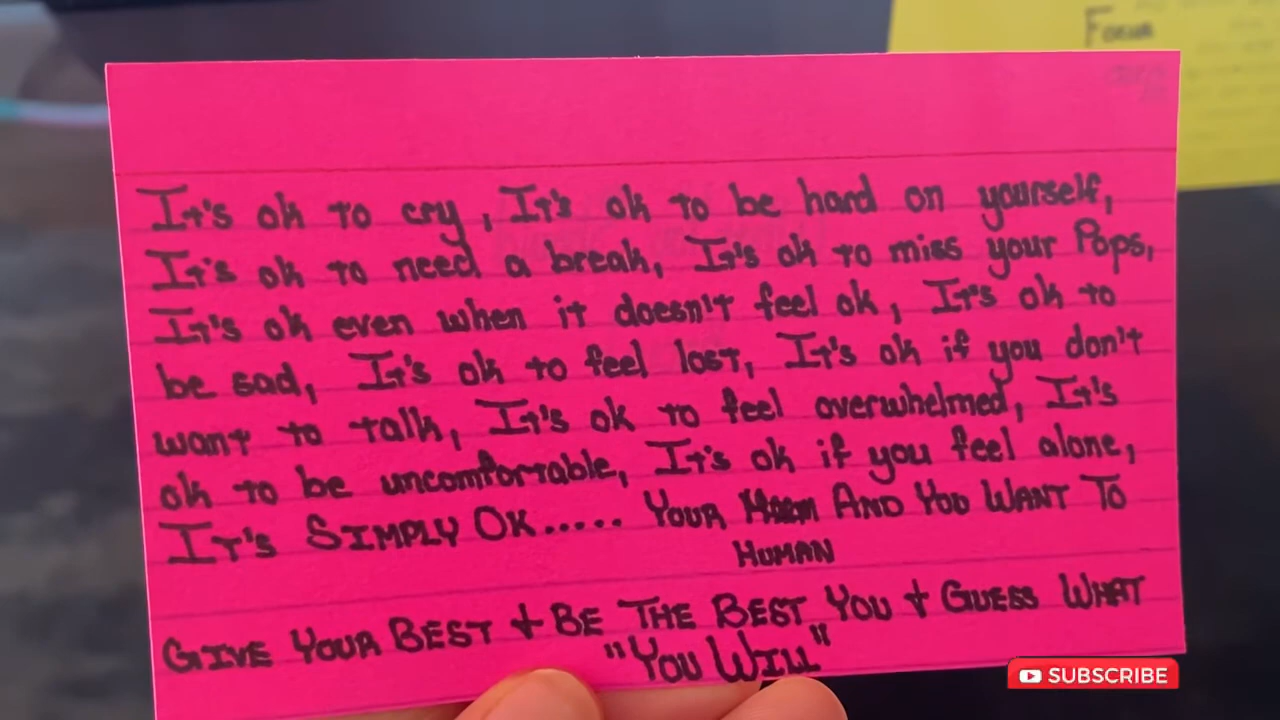 Focus
It's ok to cry, It's ok to be hard on yourself,
It's ok to need a break, It's ok to miss your Pops,
It's ok even when it doesn't feel ok, It's ok to
be sad, It's ok to feel lost, It's ok if you don't
want to talk, It's ok to feel overwhelmed, It's
ok to be uncomfortable, It's ok if you feel alone,
It's SIMPLY OK..... YOUR AND YOU WANT TO
HUMAN
GIVE YOUR BEST + BE THE BEST YOU + GUESS WHAT
"YOU WILL"
SUBSCRIBE